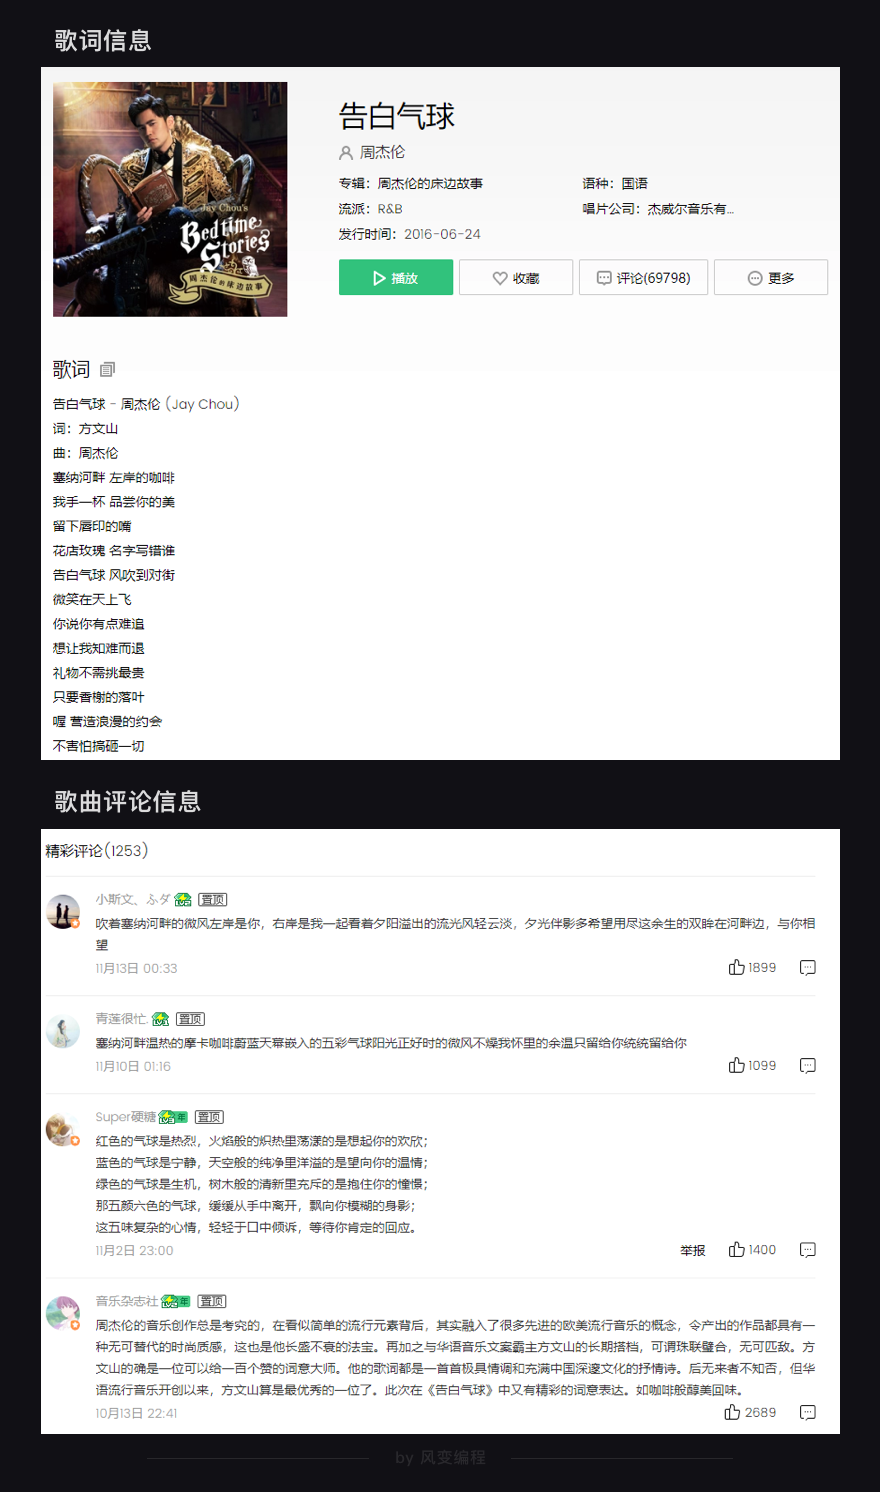 歌词信息
告白气球
周杰伦
专辑：周杰伦的床边故事 语种：国语
流派：R&B 唱片公司：杰威尔音乐有...
发行时间：2016-06-24
Jay Chou's
Bedtime
Stories
周杰伦的床边故事
播放 收藏 评论(69798) 更多
歌词
告白气球 - 周杰伦 (Jay Chou)
词：方文山
曲：周杰伦
塞纳河畔 左岸的咖啡
我手一杯 品尝你的美
留下唇印的嘴
花店玫瑰 名字写错谁
告白气球 风吹到对街
微笑在天上飞
你说你有点难追
想让我知难而退
礼物不需挑最贵
只要香榭的落叶
喔 营造浪漫的约会
不害怕搞砸一切
歌曲评论信息
精彩评论(1253)
小斯文、ふダ 置顶
吹着塞纳河畔的微风左岸是你，右岸是我一起看着夕阳溢出的流光风轻云淡，夕光伴影多希望用尽这余生的双眸在河畔边，与你相
望
11月13日 00:33 1899
青莲很忙. 置顶
塞纳河畔温热的摩卡咖啡蔚蓝天幕嵌入的五彩气球阳光正好时的微风不燥我怀里的余温只留给你统统留给你
11月10日 01:16 1099
Super硬糖 年 置顶
红色的气球是热烈，火焰般的炽热里荡漾的是想起你的欢欣；
蓝色的气球是宁静，天空般的纯净里洋溢的是望向你的温情；
绿色的气球是生机，树木般的清新里充斥的是抱住你的憧憬；
那五颜六色的气球，缓缓从手中离开，飘向你模糊的身影；
这五味复杂的心情，轻轻于口中倾诉，等待你肯定的回应。
11月2日 23:00 举报 1400
音乐杂志社 年 置顶
周杰伦的音乐创作总是考究的，在看似简单的流行元素背后，其实融入了很多先进的欧美流行音乐的概念，令产出的作品都具有一
种无可替代的时尚质感，这也是他长盛不衰的法宝。再加之与华语音乐文案霸主方文山的长期搭档，可谓珠联璧合，无可匹敌。方
文山的确是一位可以给一百个赞的词意大师。他的歌词都是一首首极具情调和充满中国深邃文化的抒情诗。后无来者不知否，但华
语流行音乐开创以来，方文山算是最优秀的一位了。此次在《告白气球》中又有精彩的词意表达。如咖啡般醇美回味。
10月13日 22:41 2689
by 风变编程